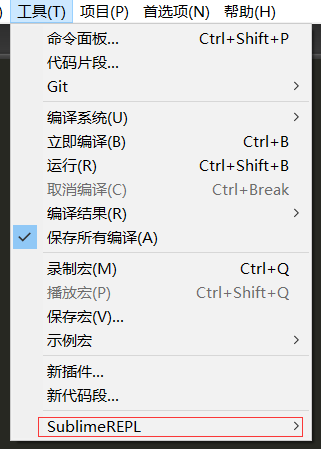 ) 工具(T) 项目(P) 首选项(N) 帮助(H)
命令面板... Ctrl+Shift+P
代码片段...
Git
编译系统(U)
立即编译(B) Ctrl+B
运行(R) Ctrl+Shift+B
取消编译(C) Ctrl+Break
编译结果(R)
保存所有编译(A)
录制宏(M) Ctrl+Q
播放宏(P) Ctrl+Shift+Q
保存宏(V)...
示例宏
新插件...
新代码段...
SublimeREPL